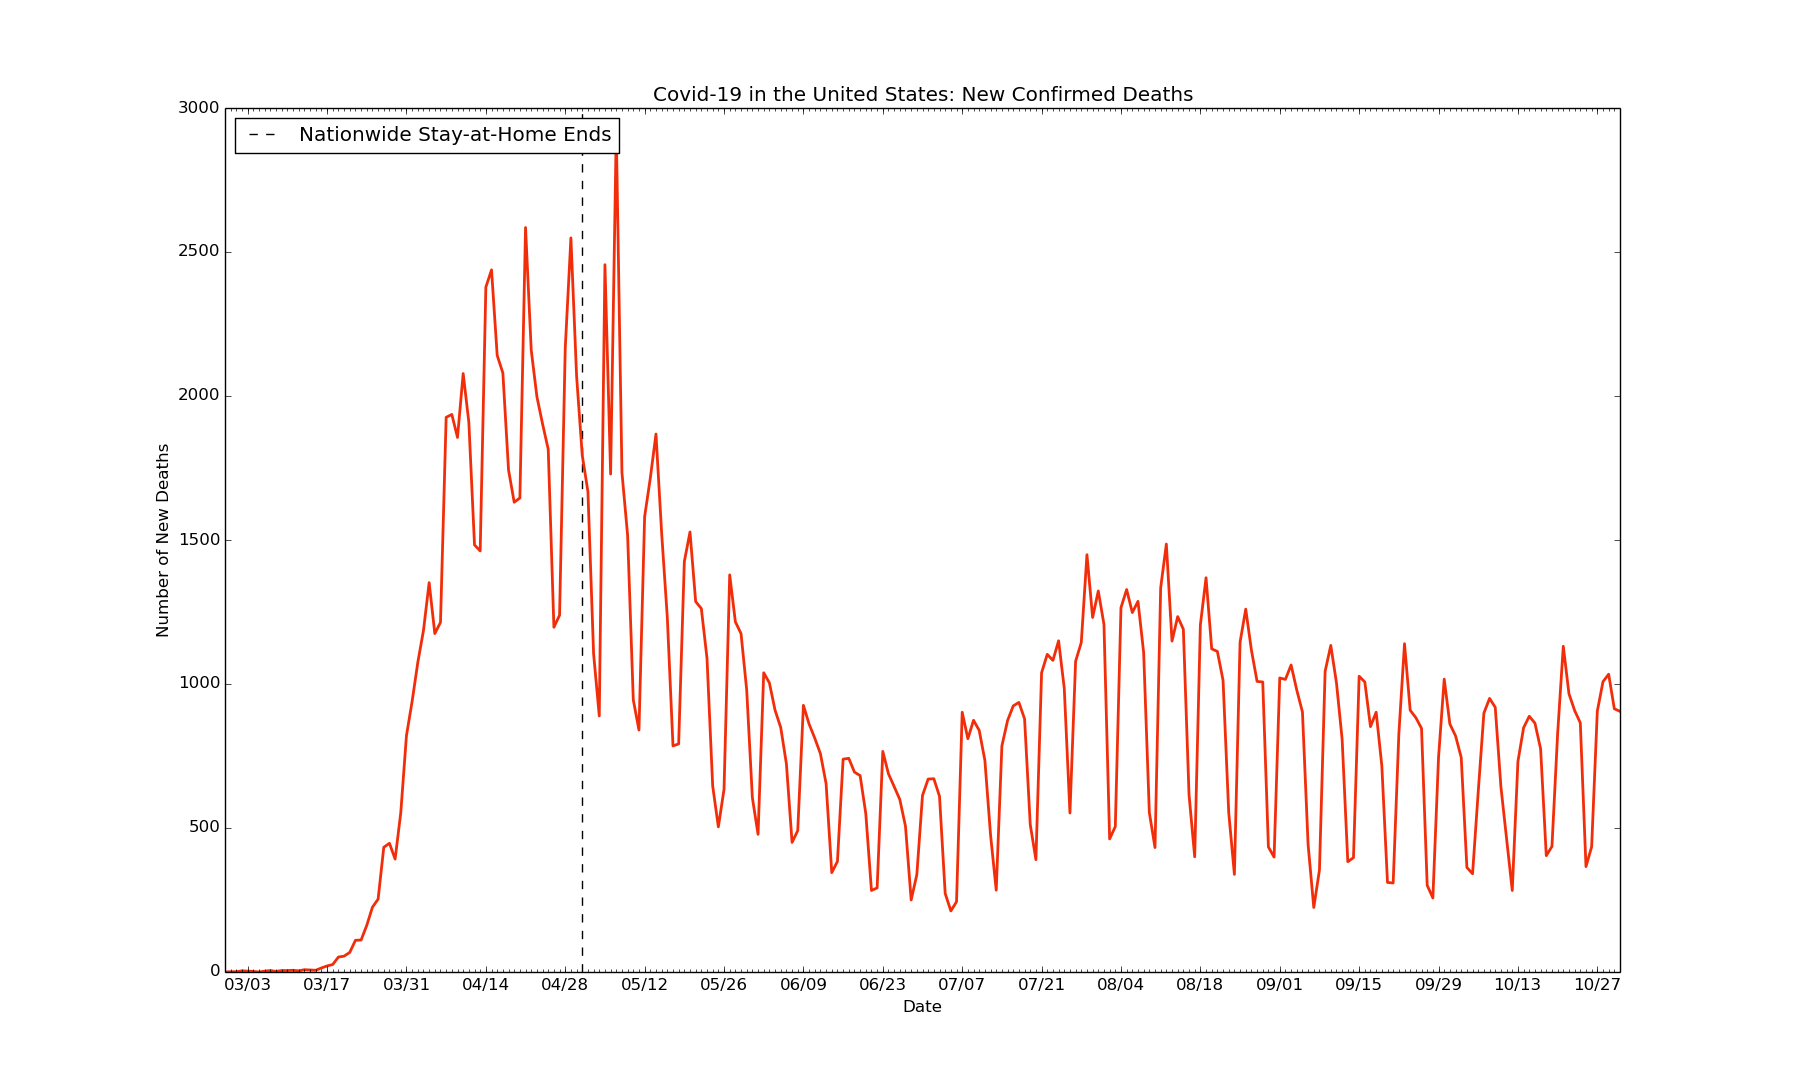 Covid-19 in the United States: New Confirmed Deaths
3000
Nationwide Stay-at-Home Ends
2500
2000
1500
1000
500
0
Number of New Deaths
03/03 03/17 03/31 04/14 04/28 05/12 05/26 06/09 06/23 07/07 07/21 08/04 08/18 09/01 09/15 09/29 10/13 10/27
Date